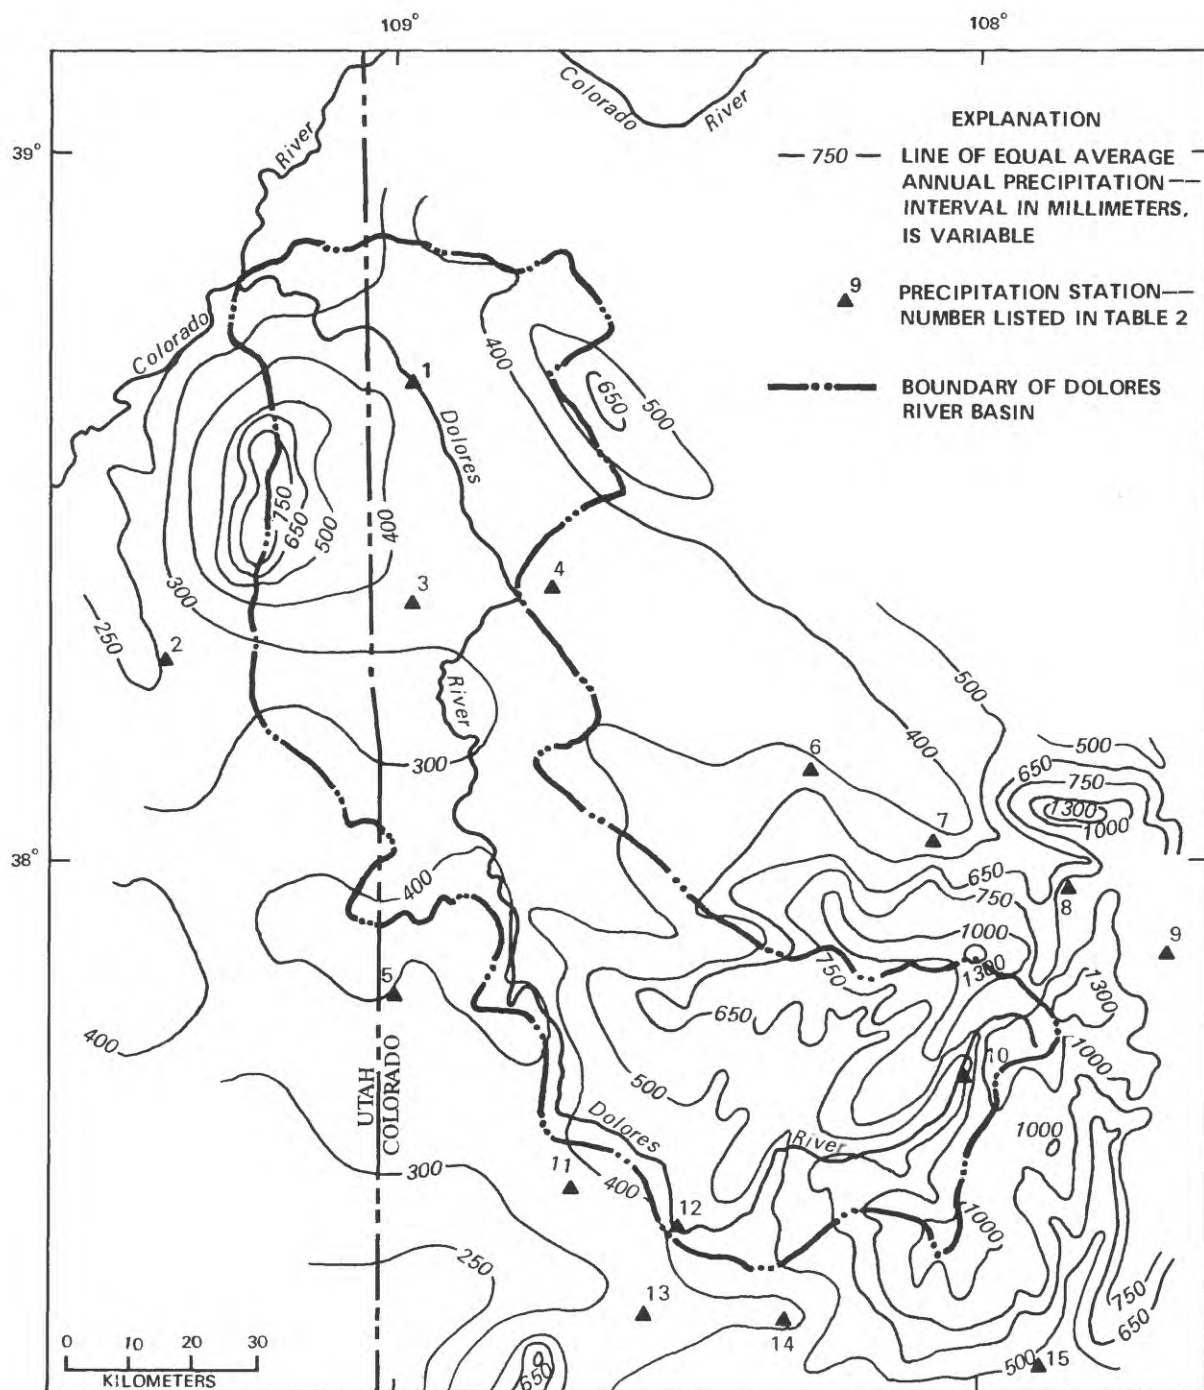 109°
108°
39°
38°
Colorado
River
River
Colorado
EXPLANATION
— 750 — LINE OF EQUAL AVERAGE
ANNUAL PRECIPITATION——
INTERVAL IN MILLIMETERS,
IS VARIABLE
9 PRECIPITATION STATION——
NUMBER LISTED IN TABLE 2
BOUNDARY OF DOLORES
RIVER BASIN
1
Dolores
400
500
650
750
650
500
400
300
3
4
250
2
River
500
300
400
6
500
650
750
1300
1000
7
400
650
750
8
1000
9
1300
750
5
1300
650
400
1000
10
500
UTAH
COLORADO
Dolores
River
1000
300
11
400
12
1000
250
13
14
750
650
500
15
650
0 10 20 30
KILOMETERS